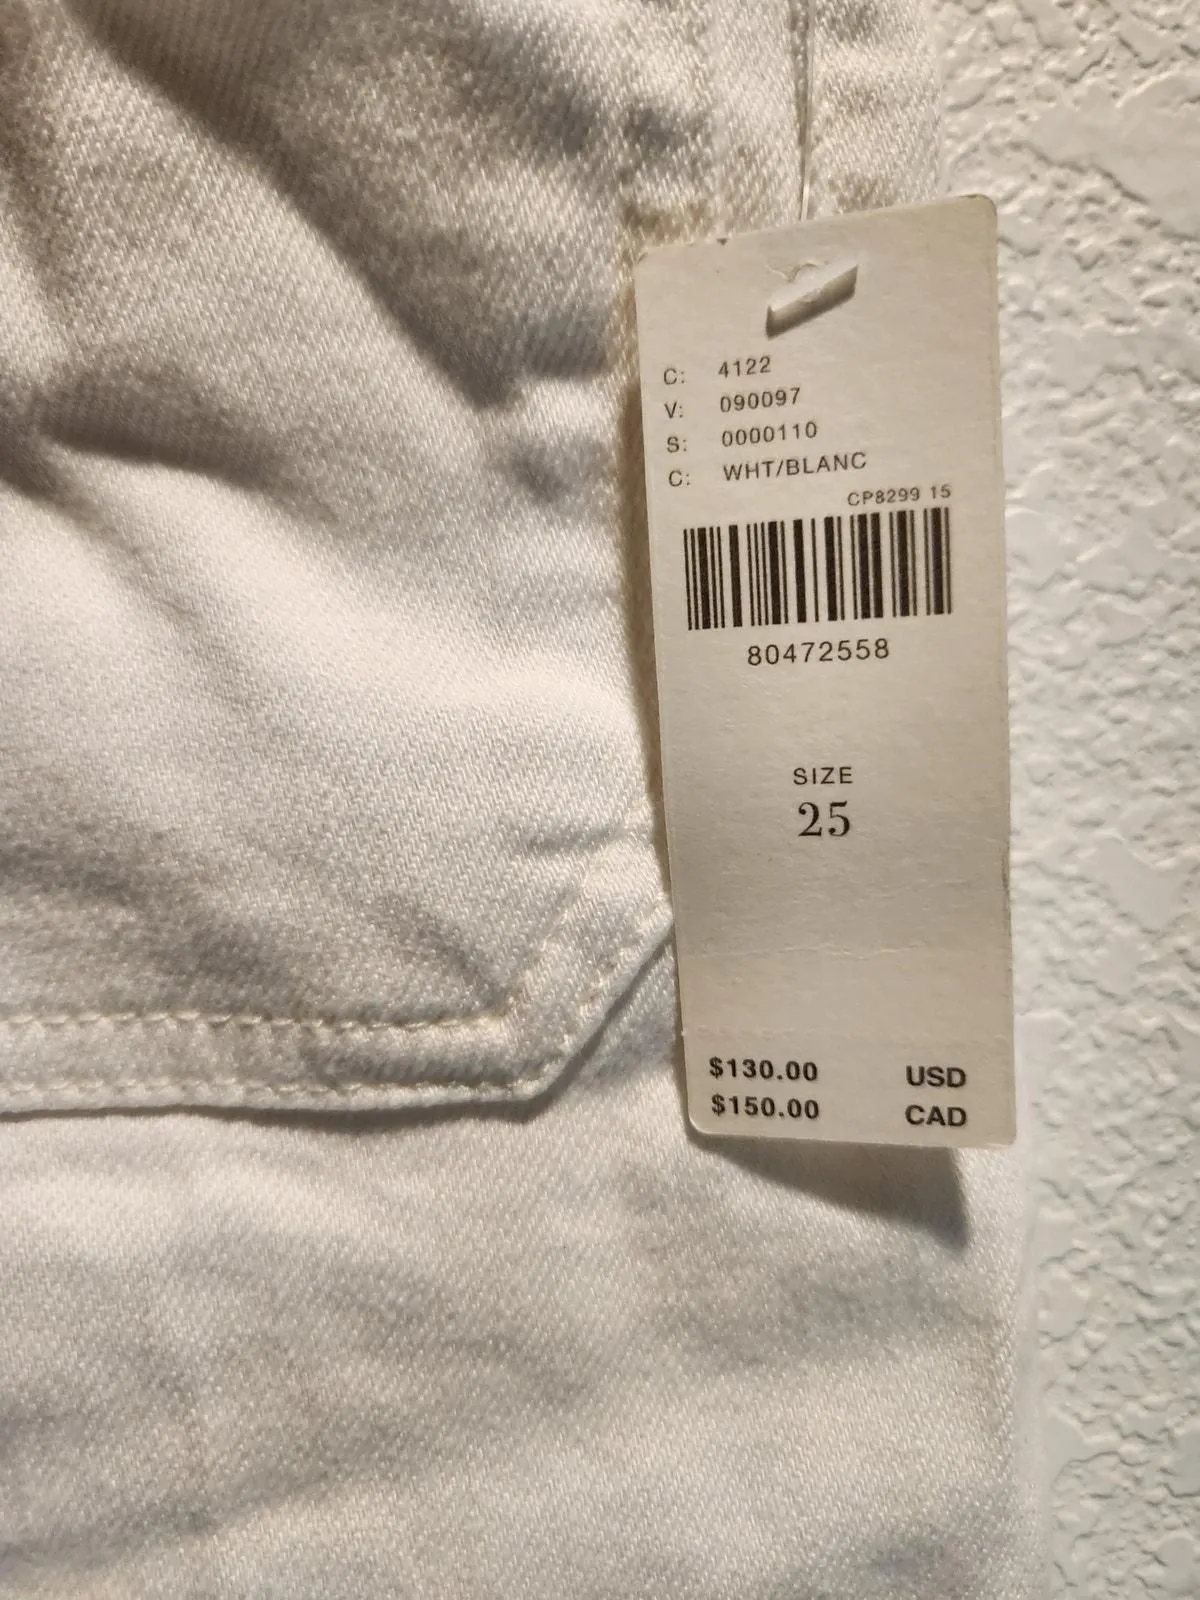 C: 4122
V: 090097
S: 0000110
C: WHT/BLANC
CP8299 15
80472558
SIZE
25
$130.00 USD
$150.00 CAD